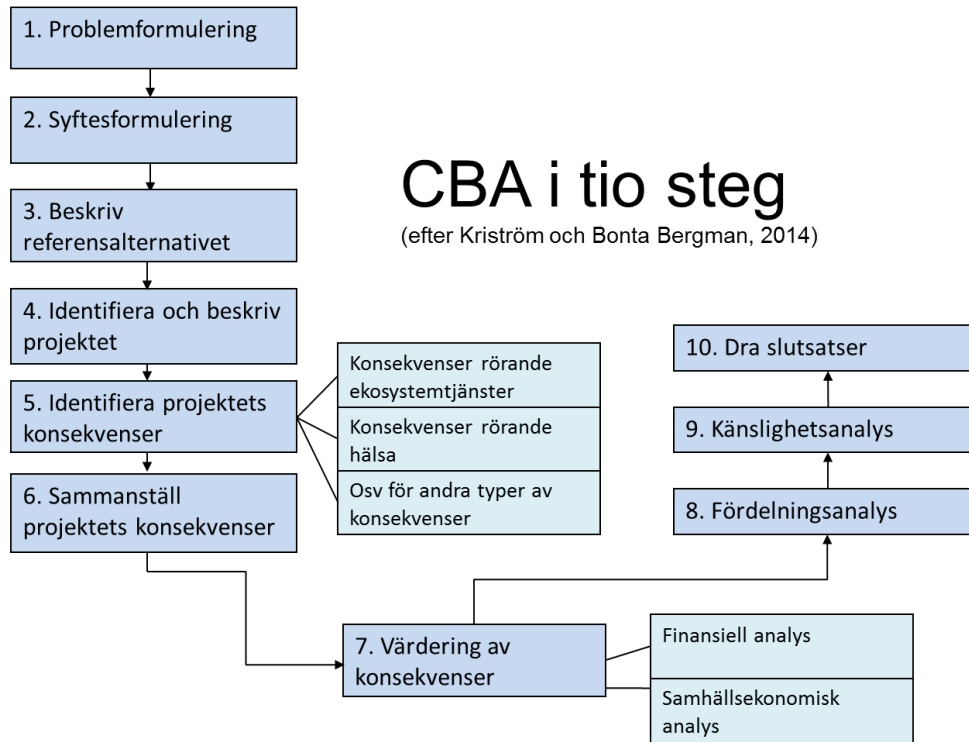 1. Problemformulering
2. Syftesformulering
CBA i tio steg
(efter Kriström och Bonta Bergman, 2014)
3. Beskriv
referensalternativet
4. Identifiera och beskriv
projektet
5. Identifiera projektets
konsekvenser
Konsekvenser rörande
ekosystemtjänster
Konsekvenser rörande
hälsa
Osv för andra typer av
konsekvenser
6. Sammanställ
projektets konsekvenser
7. Värdering av
konsekvenser
Finansiell analys
Samhällsekonomisk
analys
8. Fördelningsanalys
9. Känslighetsanalys
10. Dra slutsatser